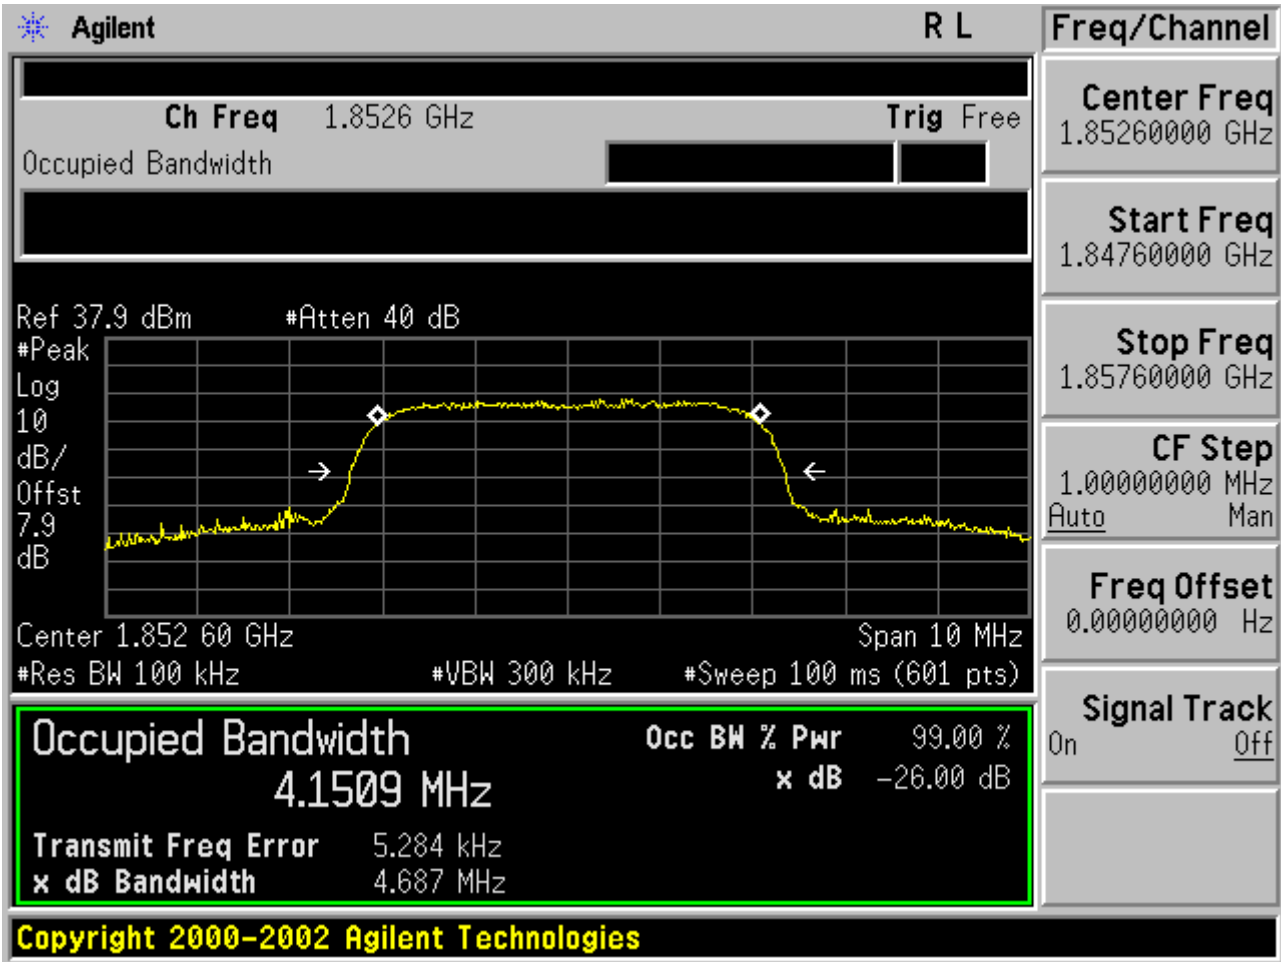 Agilent R L
Ch Freq 1.8526 GHz Trig Free
Occupied Bandwidth
Ref 37.9 dBm #Atten 40 dB
#Peak
Log
10
dB/
Offst
7.9
dB
Center 1.852 60 GHz Span 10 MHz
#Res BW 100 kHz #VBW 300 kHz #Sweep 100 ms (601 pts)
Occupied Bandwidth
4.1509 MHz
Occ BW % Pwr 99.00 %
x dB -26.00 dB
Transmit Freq Error 5.284 kHz
x dB Bandwidth 4.687 MHz
Copyright 2000-2002 Agilent Technologies
Freq/Channel
Center Freq
1.85260000 GHz
Start Freq
1.84760000 GHz
Stop Freq
1.85760000 GHz
CF Step
1.00000000 MHz
Auto Man
Freq Offset
0.00000000 Hz
Signal Track
On Off